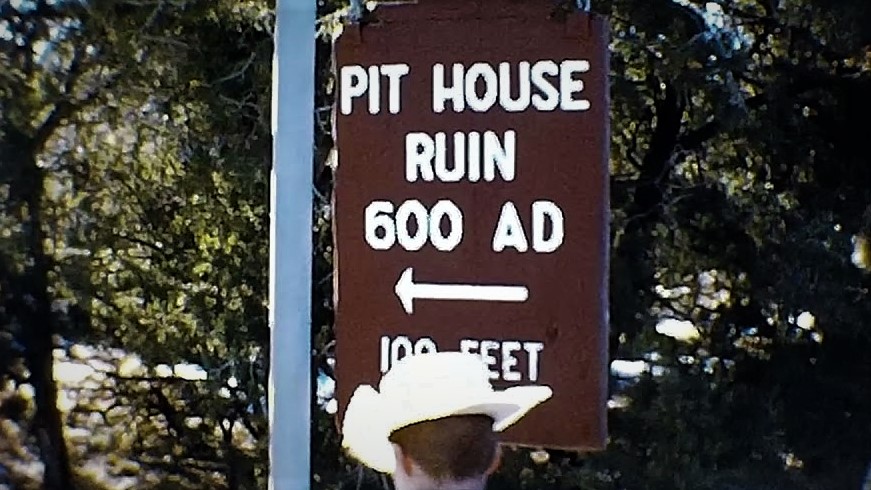 PIT HOUSE
RUIN
600 AD
100 FEET